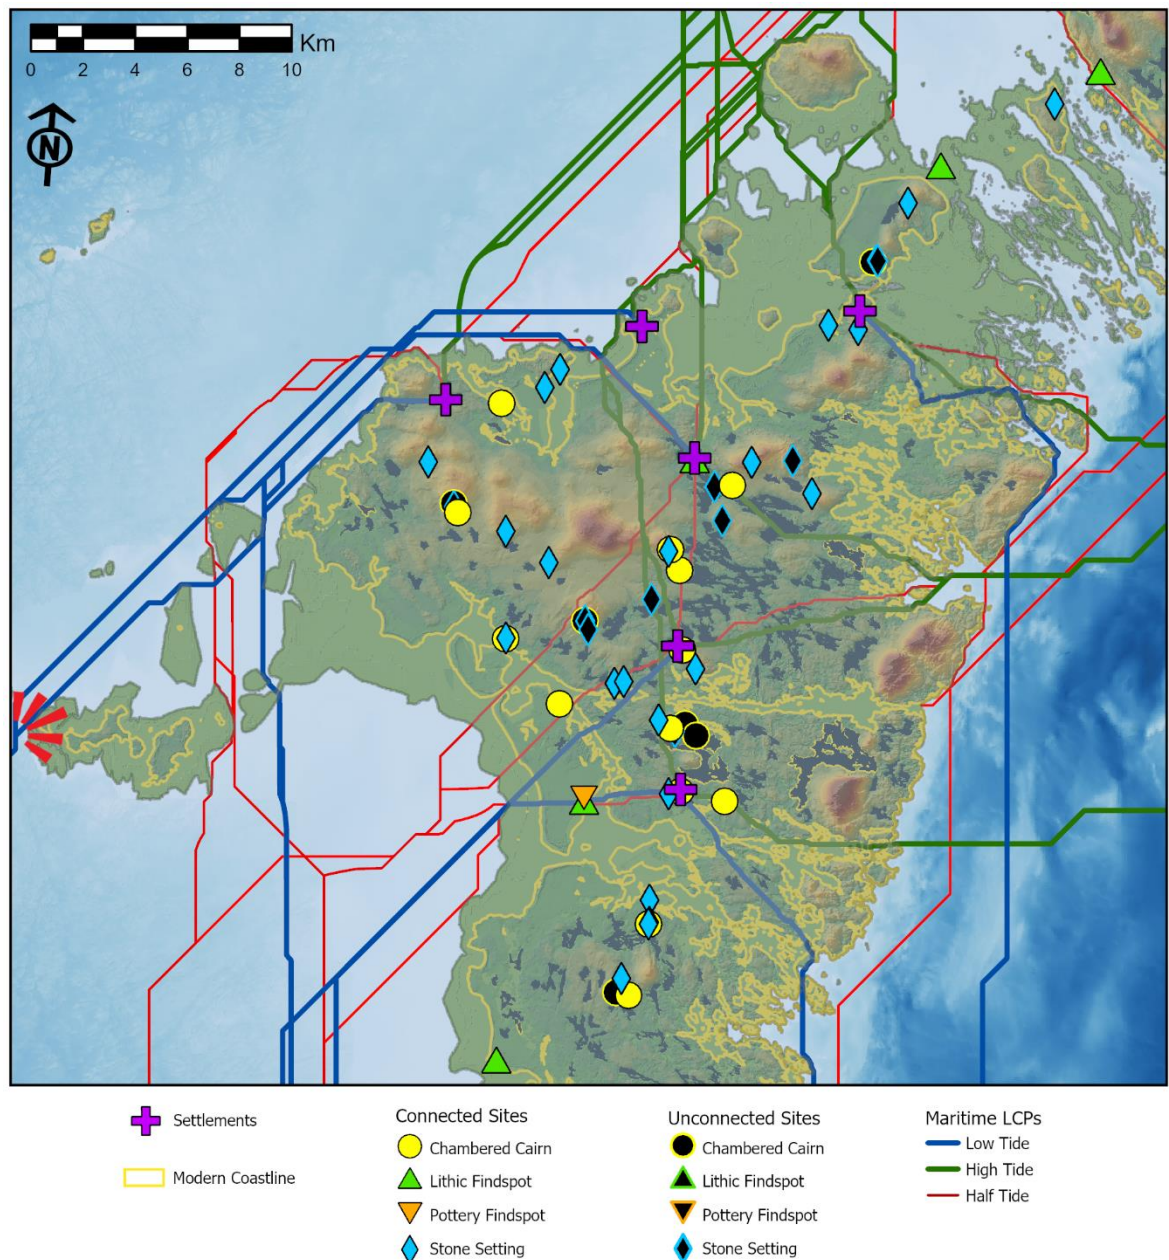 Km
0 2 4 6 8 10
N
Settlements
Modern Coastline
Connected Sites
Chambered Cairn
Lithic Findspot
Pottery Findspot
Stone Setting
Unconnected Sites
Chambered Cairn
Lithic Findspot
Pottery Findspot
Stone Setting
Maritime LCPs
Low Tide
High Tide
Half Tide